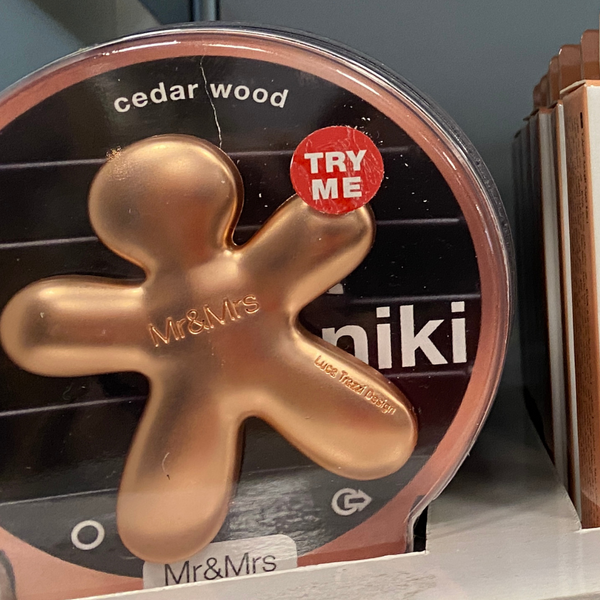 cedar wood
TRY
ME
Mr&Mrs
niki
Luca Trazzi Design
Mr&Mrs